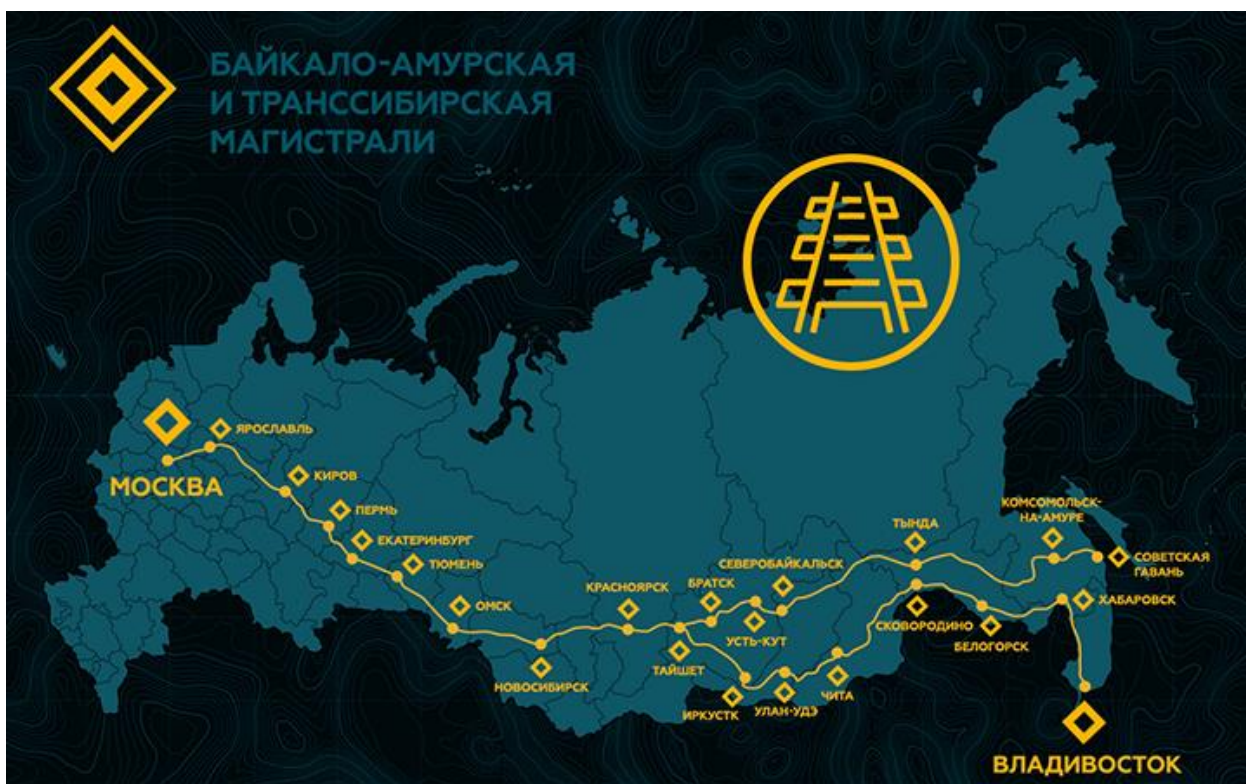 БАЙКАЛО-АМУРСКАЯ
И ТРАНССИБИРСКАЯ
МАГИСТРАЛИ
ЯРОСЛАВЛЬ
МОСКВА
КИРОВ
ПЕРМЬ
ЕКАТЕРИНБУРГ
ТЮМЕНЬ
ОМСК
НОВОСИБИРСК
КРАСНОЯРСК
ТАЙШЕТ
БРАТСК
УСТЬ-КУТ
СЕВЕРОБАЙКАЛЬСК
ТЫНДА
КОМСОМОЛЬСК-
НА-АМУРЕ
СОВЕТСКАЯ
ГАВАНЬ
ИРКУСТК
УЛАН-УДЭ
ЧИТА
СКОВОРОДИНО
БЕЛОГОРСК
ХАБАРОВСК
ВЛАДИВОСТОК